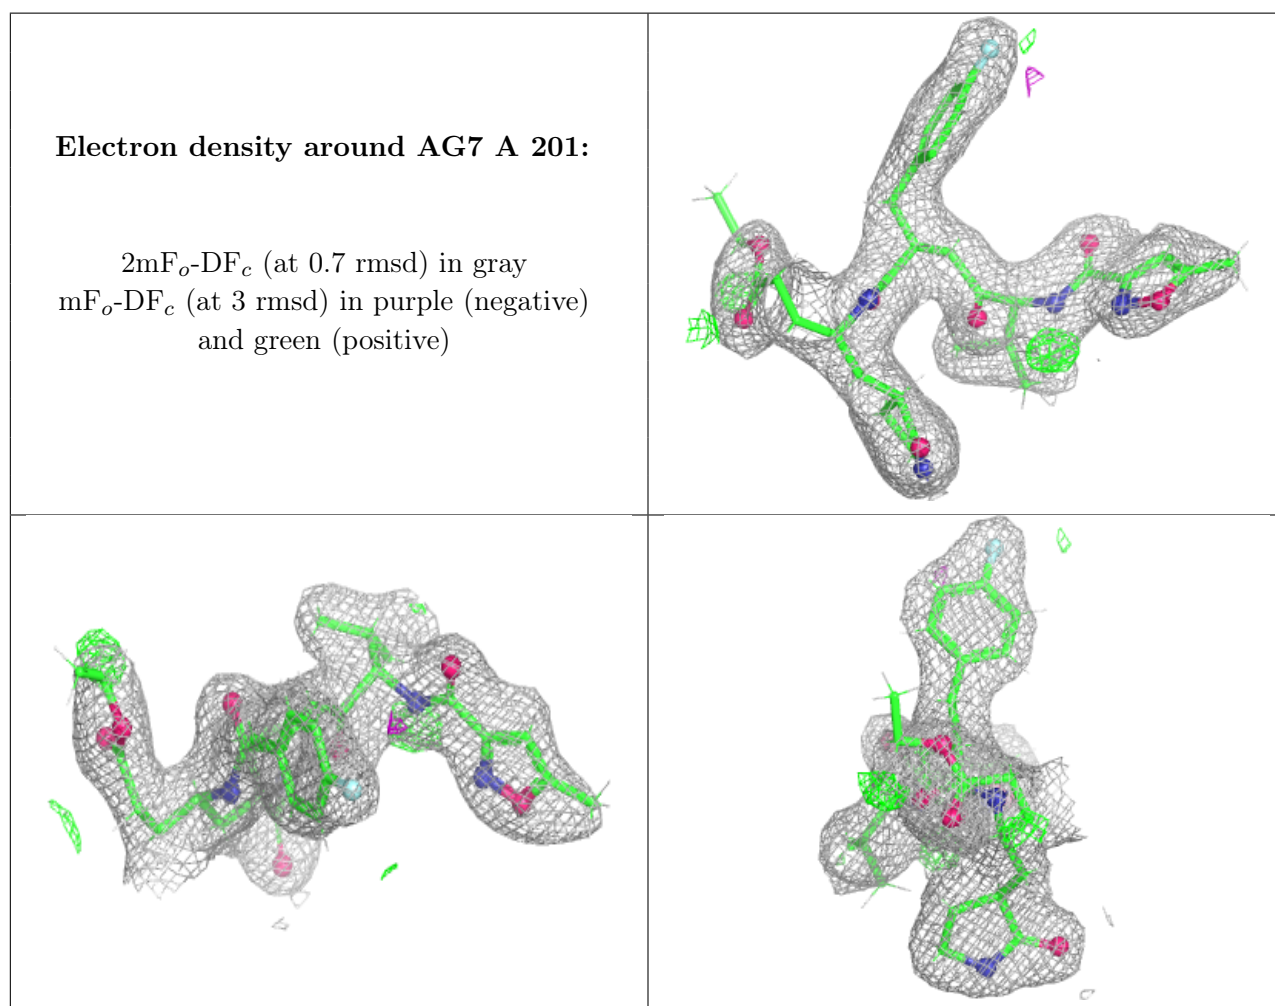 Electron density around AG7 A 201:
2mFo-DFc (at 0.7 rmsd) in gray
mFo-DFc (at 3 rmsd) in purple (negative)
and green (positive)